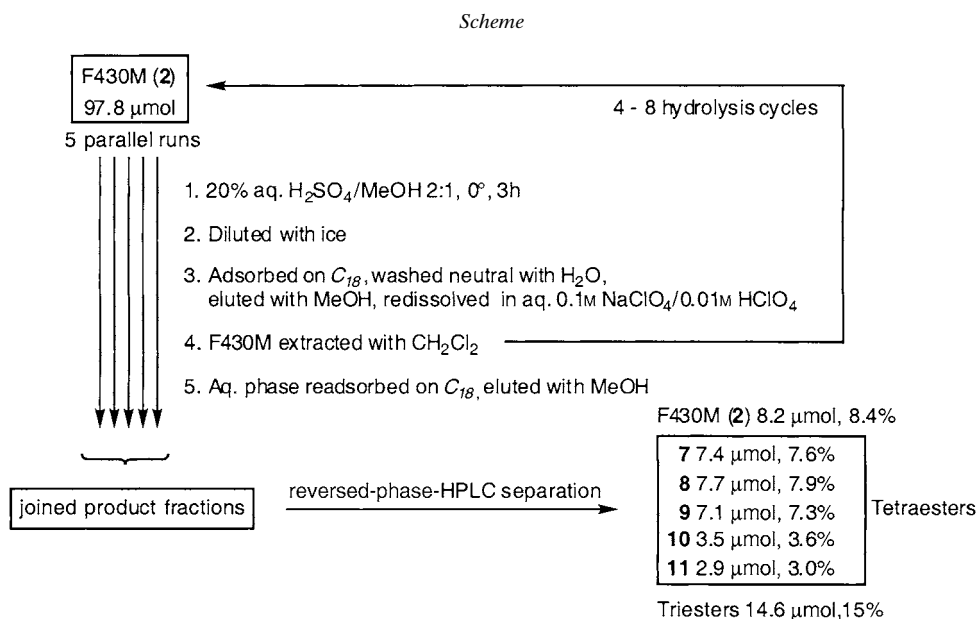 Scheme
F430M (2)
97.8 µmol
5 parallel runs
4 - 8 hydrolysis cycles
1. 20% aq. H₂SO₄/MeOH 2:1, 0°, 3h
2. Diluted with ice
3. Adsorbed on C₁₈, washed neutral with H₂O,
eluted with MeOH, redissolved in aq. 0.1M NaClO₄/0.01M HClO₄
4. F430M extracted with CH₂Cl₂
5. Aq. phase readsorbed on C₁₈, eluted with MeOH
joined product fractions
reversed-phase-HPLC separation
F430M (2) 8.2 µmol, 8.4%
7 7.4 µmol, 7.6%
8 7.7 µmol, 7.9%
9 7.1 µmol, 7.3%
10 3.5 µmol, 3.6%
11 2.9 µmol, 3.0%
Tetraesters
Triesters 14.6 µmol,15%